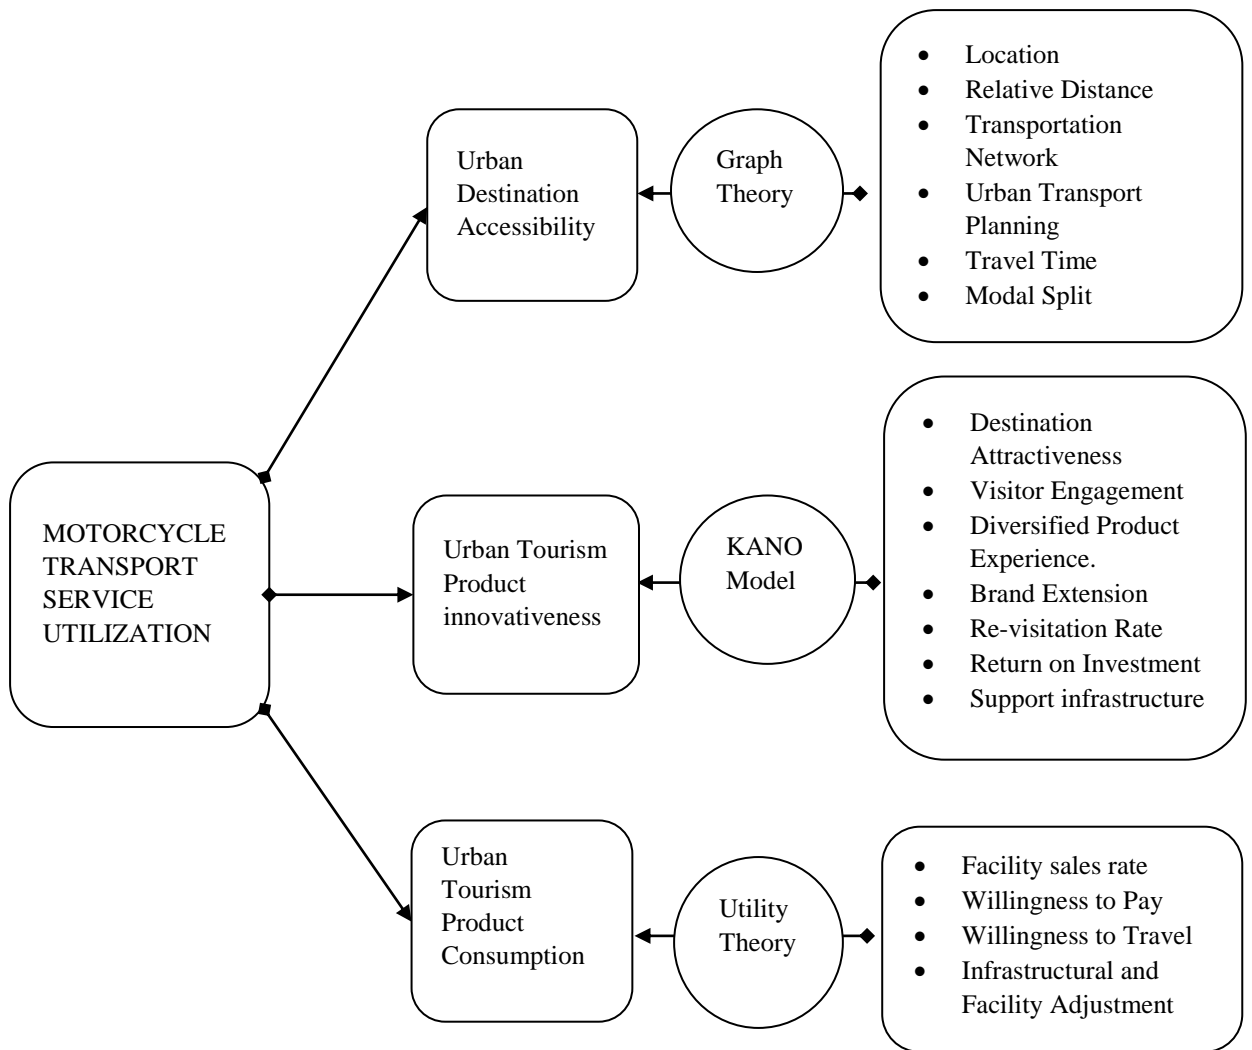 Urban
Destination
Accessibility
Graph
Theory
• Location
• Relative Distance
• Transportation
Network
• Urban Transport
Planning
• Travel Time
• Modal Split
MOTORCYCLE
TRANSPORT
SERVICE
UTILIZATION
Urban Tourism
Product
innovativeness
KANO
Model
• Destination
Attractiveness
• Visitor Engagement
• Diversified Product
Experience.
• Brand Extension
• Re-visitation Rate
• Return on Investment
• Support infrastructure
Urban
Tourism
Product
Consumption
Utility
Theory
• Facility sales rate
• Willingness to Pay
• Willingness to Travel
• Infrastructural and
Facility Adjustment